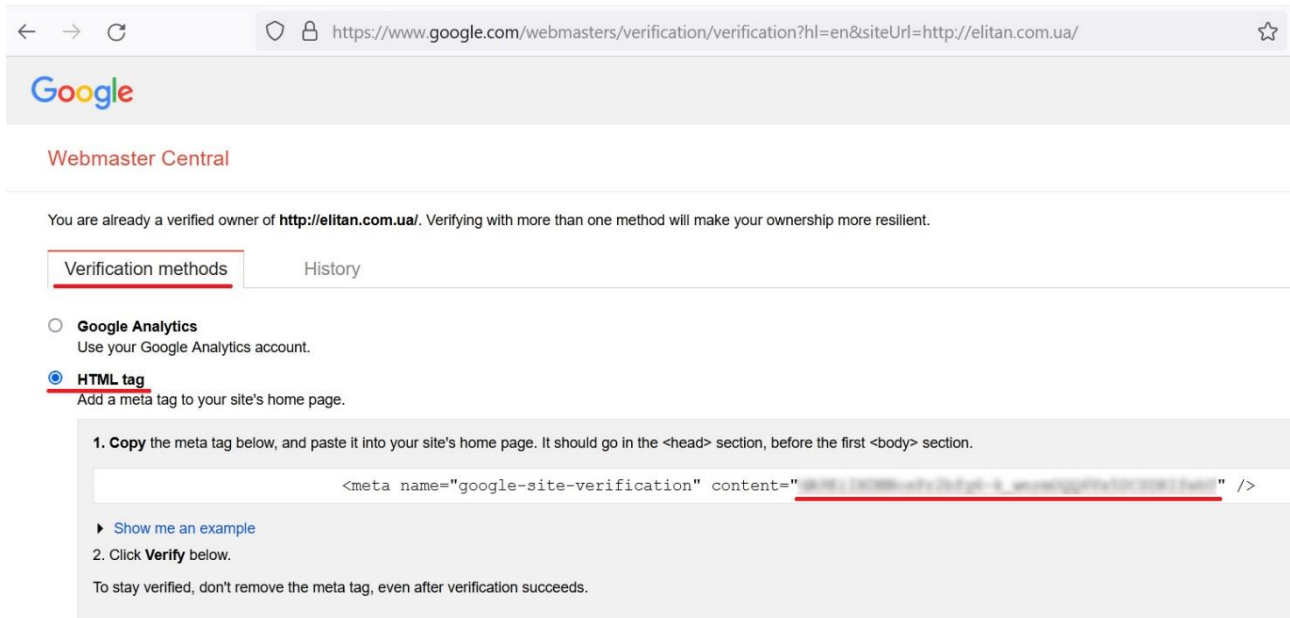 https://www.google.com/webmasters/verification/verification?hl=en&siteUrl=http://elitan.com.ua/
Google
Webmaster Central
You are already a verified owner of http://elitan.com.ua/. Verifying with more than one method will make your ownership more resilient.
Verification methods
History
Google Analytics
Use your Google Analytics account.
HTML tag
Add a meta tag to your site's home page.
1. Copy the meta tag below, and paste it into your site's home page. It should go in the <head> section, before the first <body> section.
<meta name="google-site-verification" content="" />
Show me an example
2. Click Verify below.
To stay verified, don't remove the meta tag, even after verification succeeds.